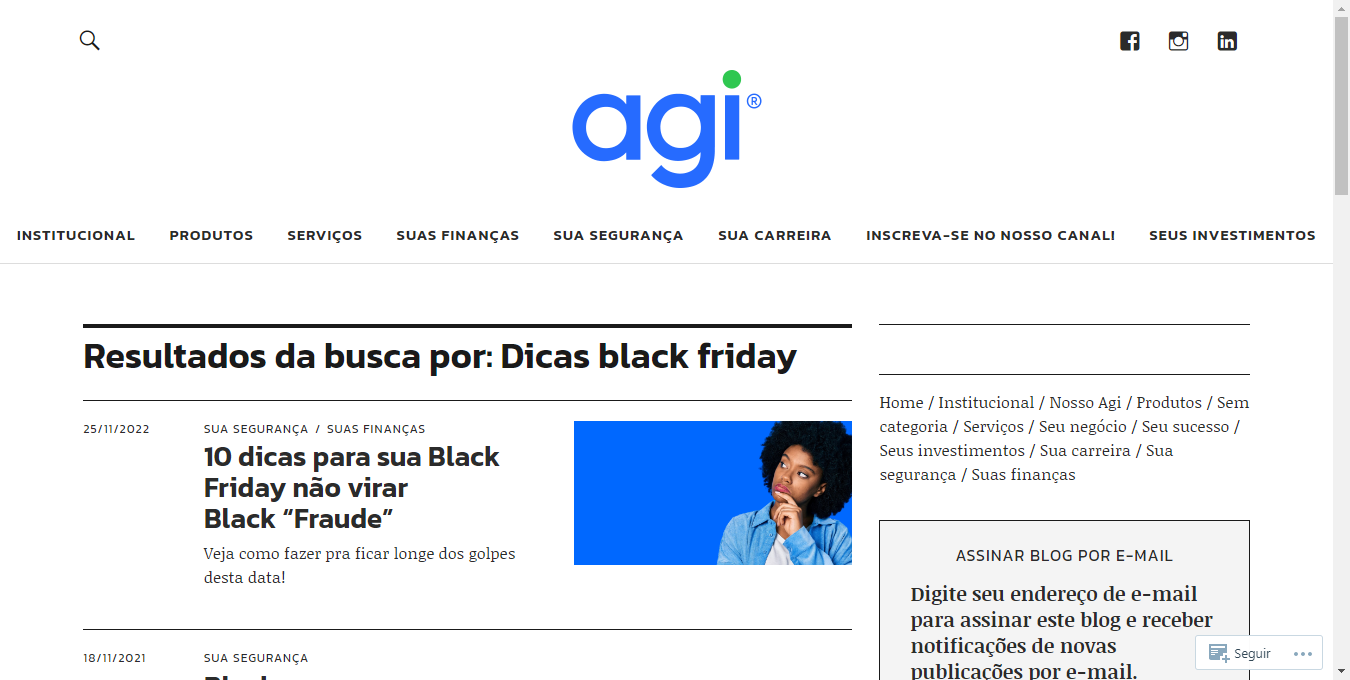 agi®
INSTITUCIONAL PRODUTOS SERVIÇOS SUAS FINANÇAS SUA SEGURANÇA SUA CARREIRA INSCREVA-SE NO NOSSO CANAL! SEUS INVESTIMENTOS
Resultados da busca por: Dicas black friday
25/11/2022
SUA SEGURANÇA / SUAS FINANÇAS
10 dicas para sua Black
Friday não virar
Black “Fraude”
Veja como fazer pra ficar longe dos golpes
desta data!
18/11/2021
SUA SEGURANÇA
Home / Institucional / Nosso Agi / Produtos / Sem
categoria / Serviços / Seu negócio / Seu sucesso /
Seus investimentos / Sua carreira / Sua
segurança / Suas finanças
ASSINAR BLOG POR E-MAIL
Digite seu endereço de e-mail
para assinar este blog e receber
notificações de novas
publicações por e-mail.
Seguir